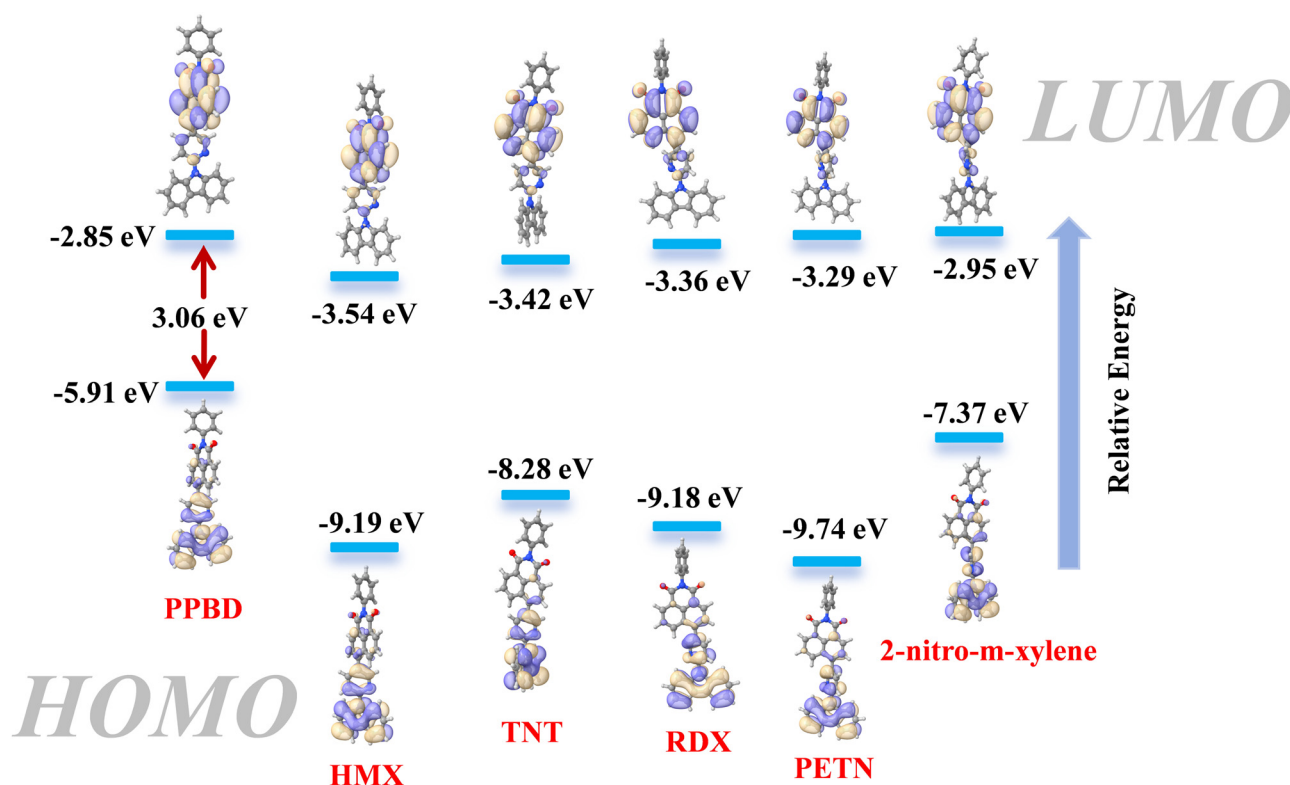 LUMO
-2.85 eV
3.06 eV
-3.54 eV
-3.42 eV
-3.36 eV
-3.29 eV
-2.95 eV
-5.91 eV
-9.19 eV
-8.28 eV
-9.18 eV
-9.74 eV
-7.37 eV
Relative Energy
PPBD
HMX
TNT
RDX
PETN
2-nitro-m-xylene
HOMO